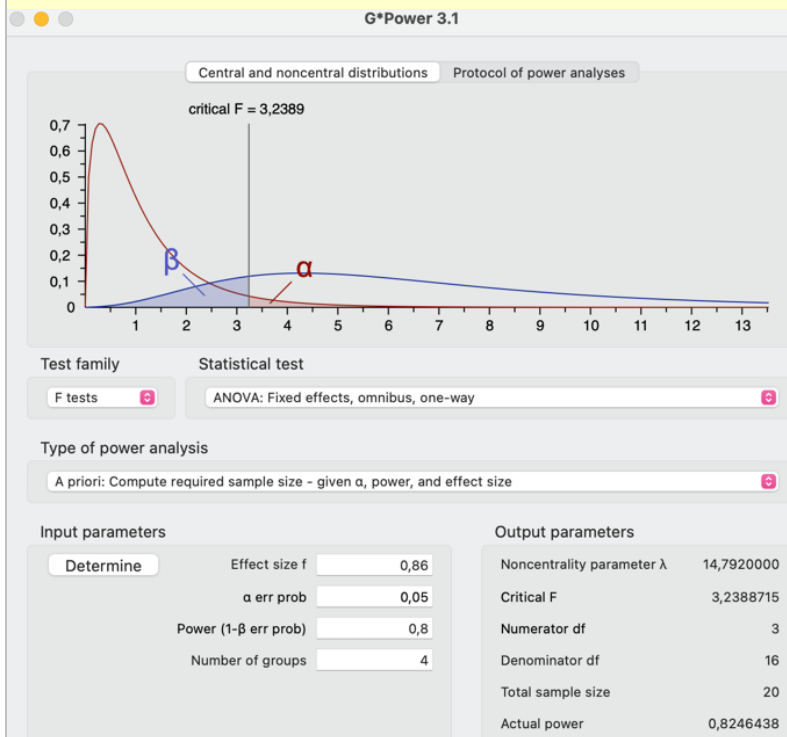 G*Power 3.1
Central and noncentral distributions Protocol of power analyses
critical F = 3,2389
0,7
0,6
0,5
0,4
0,3
0,2
0,1
0
β
α
1 2 3 4 5 6 7 8 9 10 11 12 13
Test family Statistical test
F tests ANOVA: Fixed effects, omnibus, one-way
Type of power analysis
A priori: Compute required sample size - given α, power, and effect size
Input parameters Output parameters
Determine Effect size f 0,86 Noncentrality parameter λ 14,7920000
α err prob 0,05 Critical F 3,2388715
Power (1-β err prob) 0,8 Numerator df 3
Number of groups 4 Denominator df 16
Total sample size 20
Actual power 0,8246438